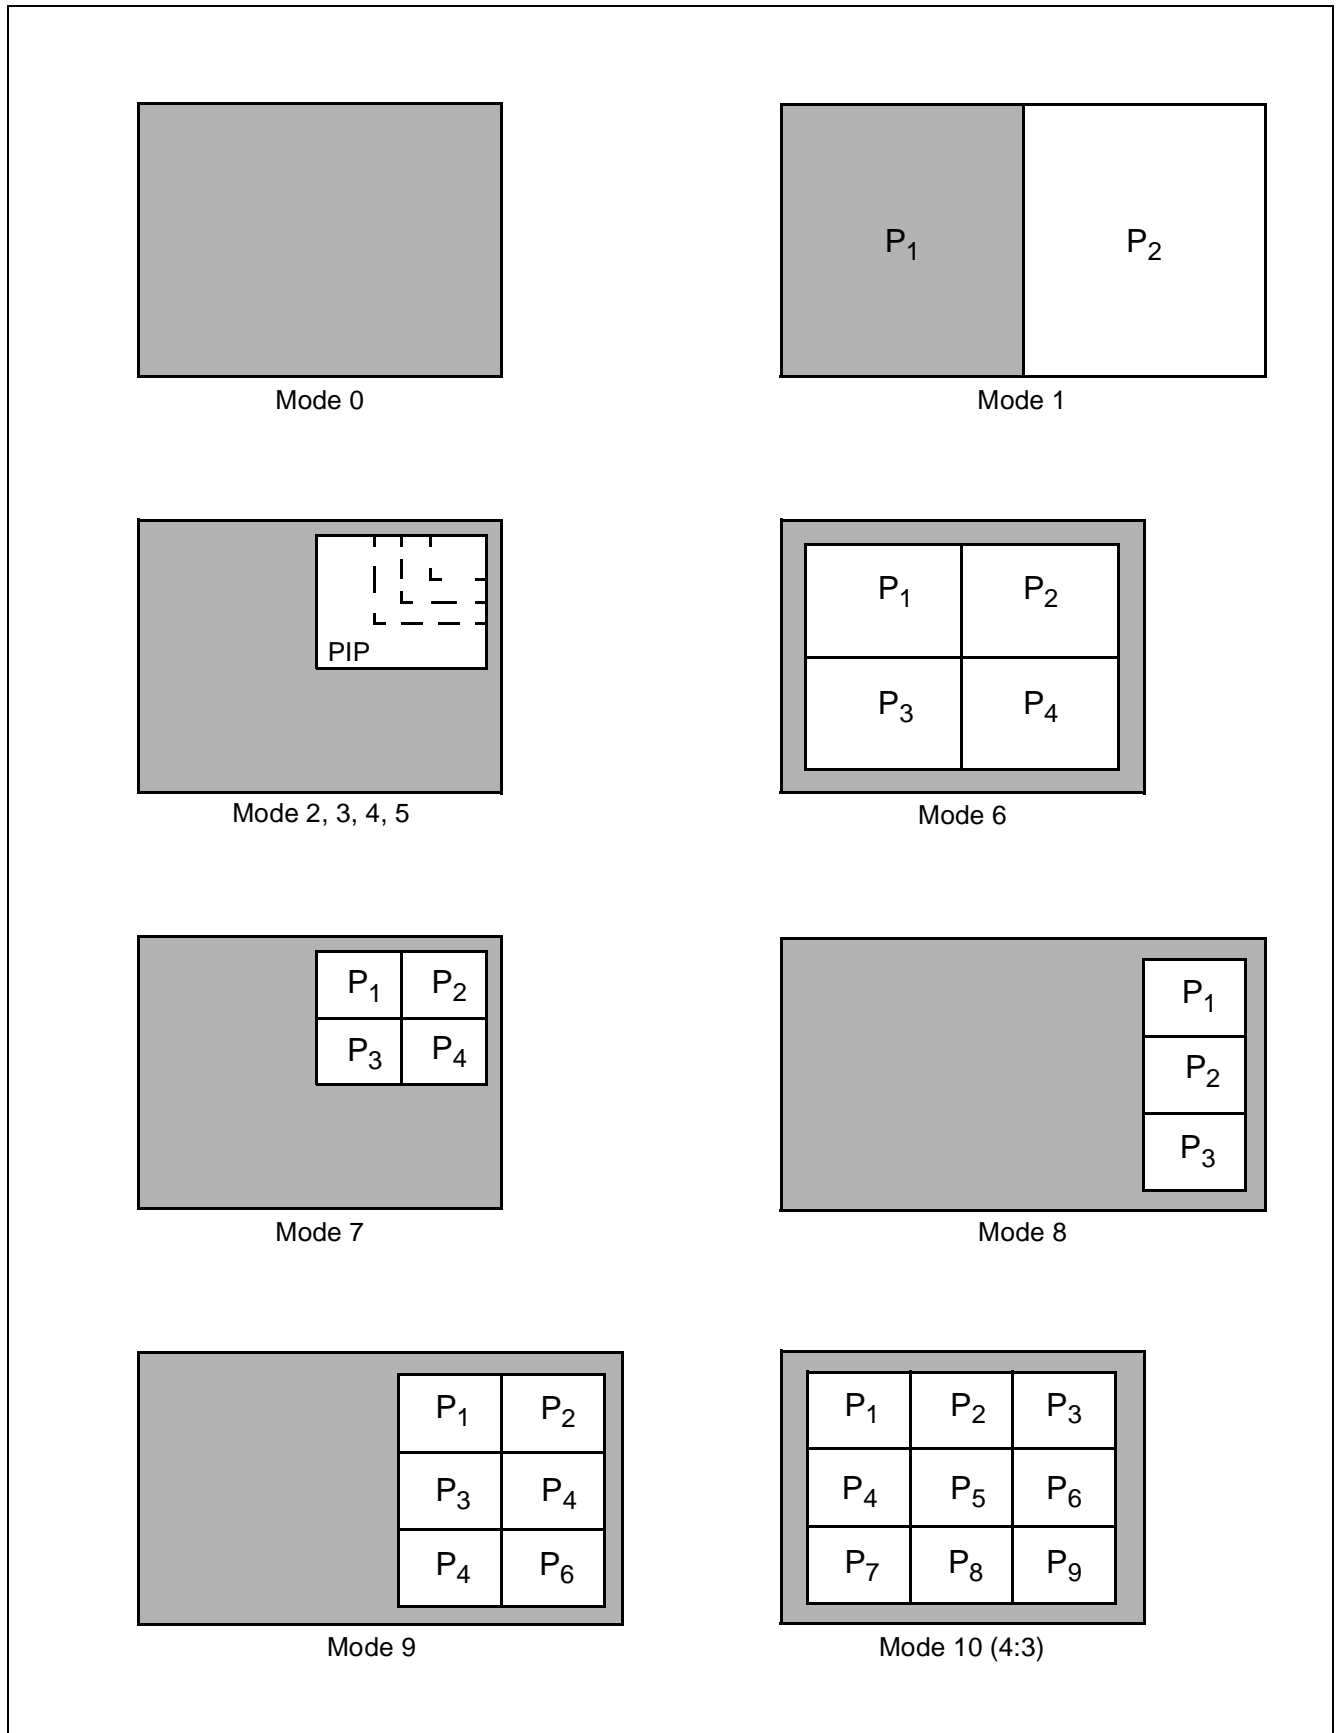 P1 P2
Mode 0 Mode 1
PIP
P1 P2
P3 P4
Mode 2, 3, 4, 5 Mode 6
P1 P2
P3 P4
P1
P2
P3
Mode 7 Mode 8
P1 P2
P3 P4
P4 P6
P1 P2 P3
P4 P5 P6
P7 P8 P9
Mode 9 Mode 10 (4:3)